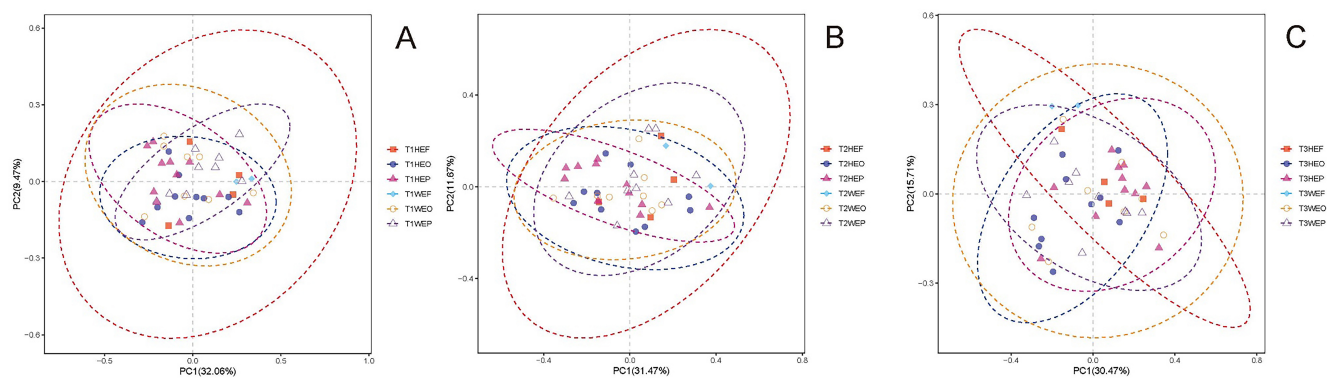 A
PC2(9.47%)
0.6
0.3
0.0
−0.3
−0.6
−0.5
0.0
0.5
1.0
PC1(32.06%)
T1HEF
T1HEO
T1HEP
T1WEF
T1WEO
T1WEP
B
PC2(11.67%)
0.4
0.0
−0.4
−0.4
0.0
0.4
0.8
PC1(31.47%)
T2HEF
T2HEO
T2HEP
T2WEF
T2WEO
T2WEP
C
PC2(15.71%)
0.6
0.3
0.0
−0.3
−0.4
0.0
0.4
0.8
PC1(30.47%)
T3HEF
T3HEO
T3HEP
T3WEF
T3WEO
T3WEP